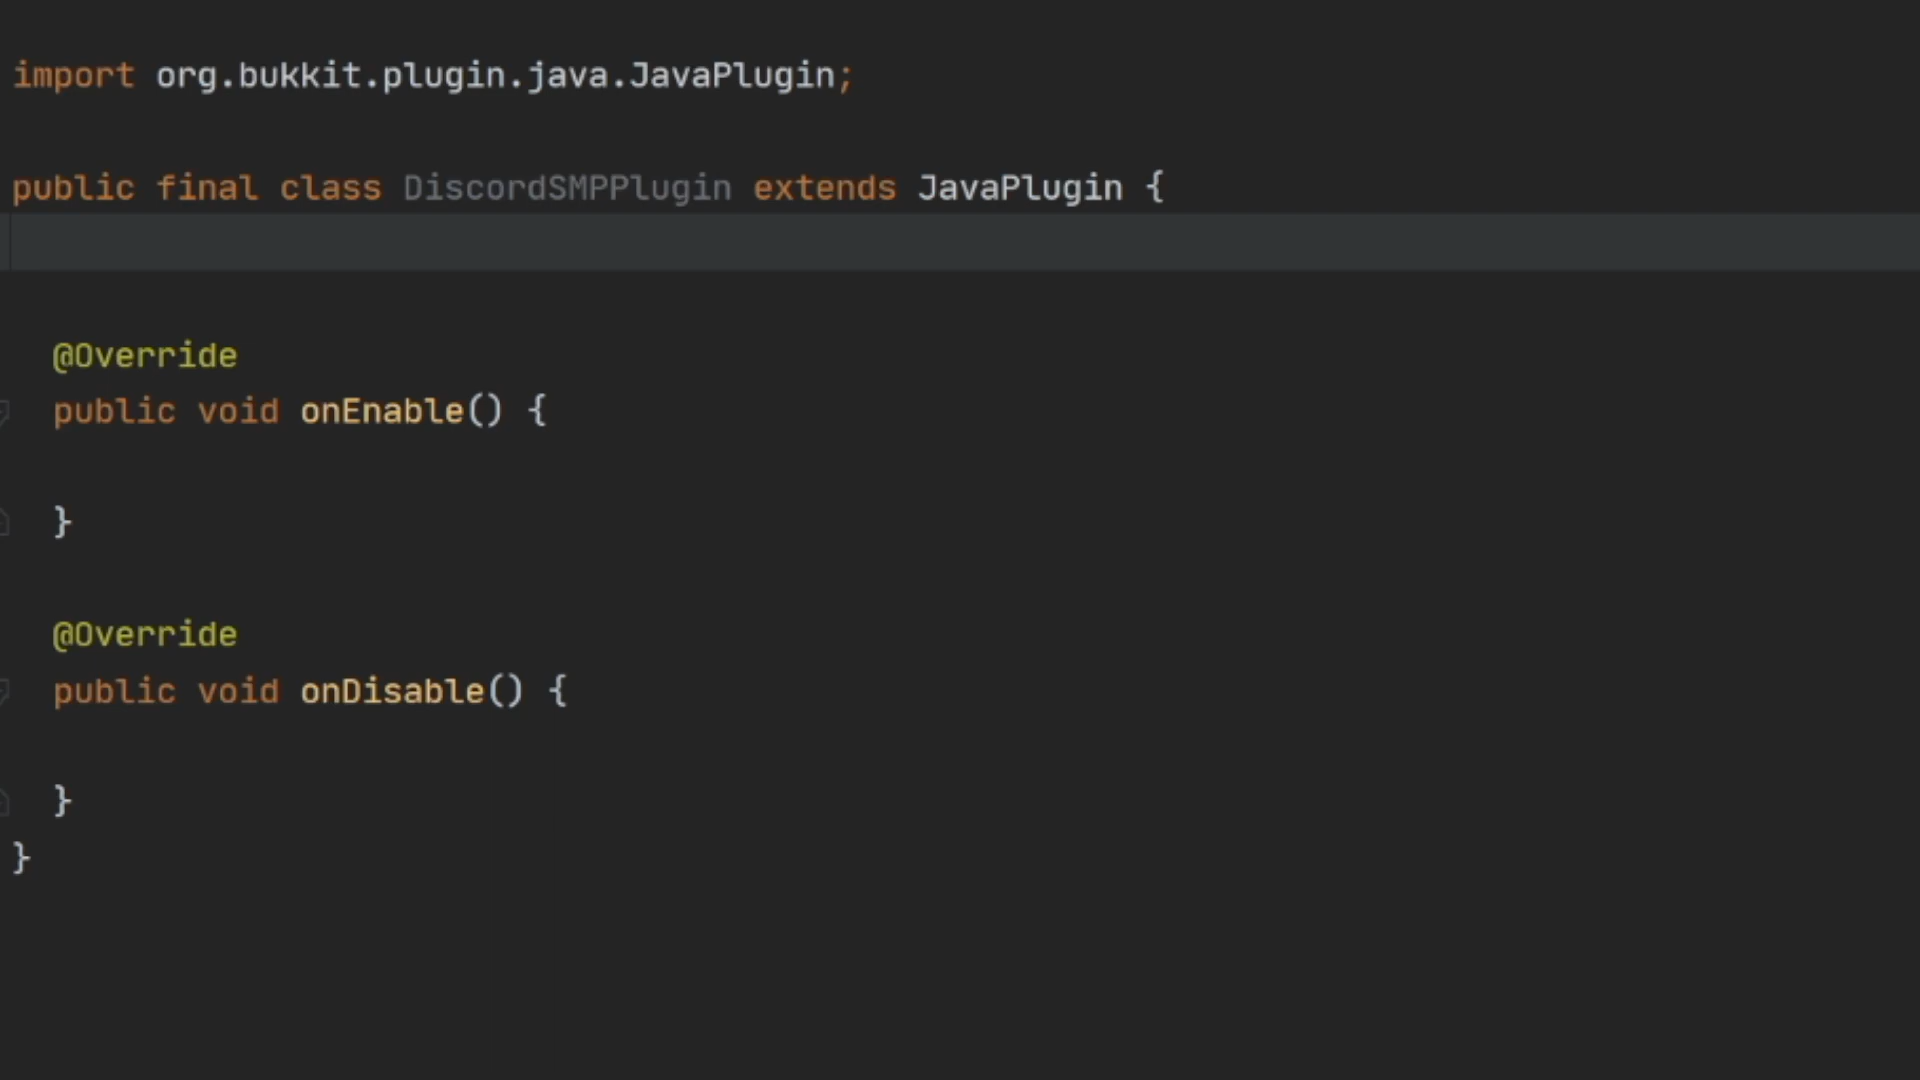 import org.bukkit.plugin.java.JavaPlugin;
public final class DiscordSMPPlugin extends JavaPlugin {
@Override
public void onEnable() {
}
@Override
public void onDisable() {
}
}